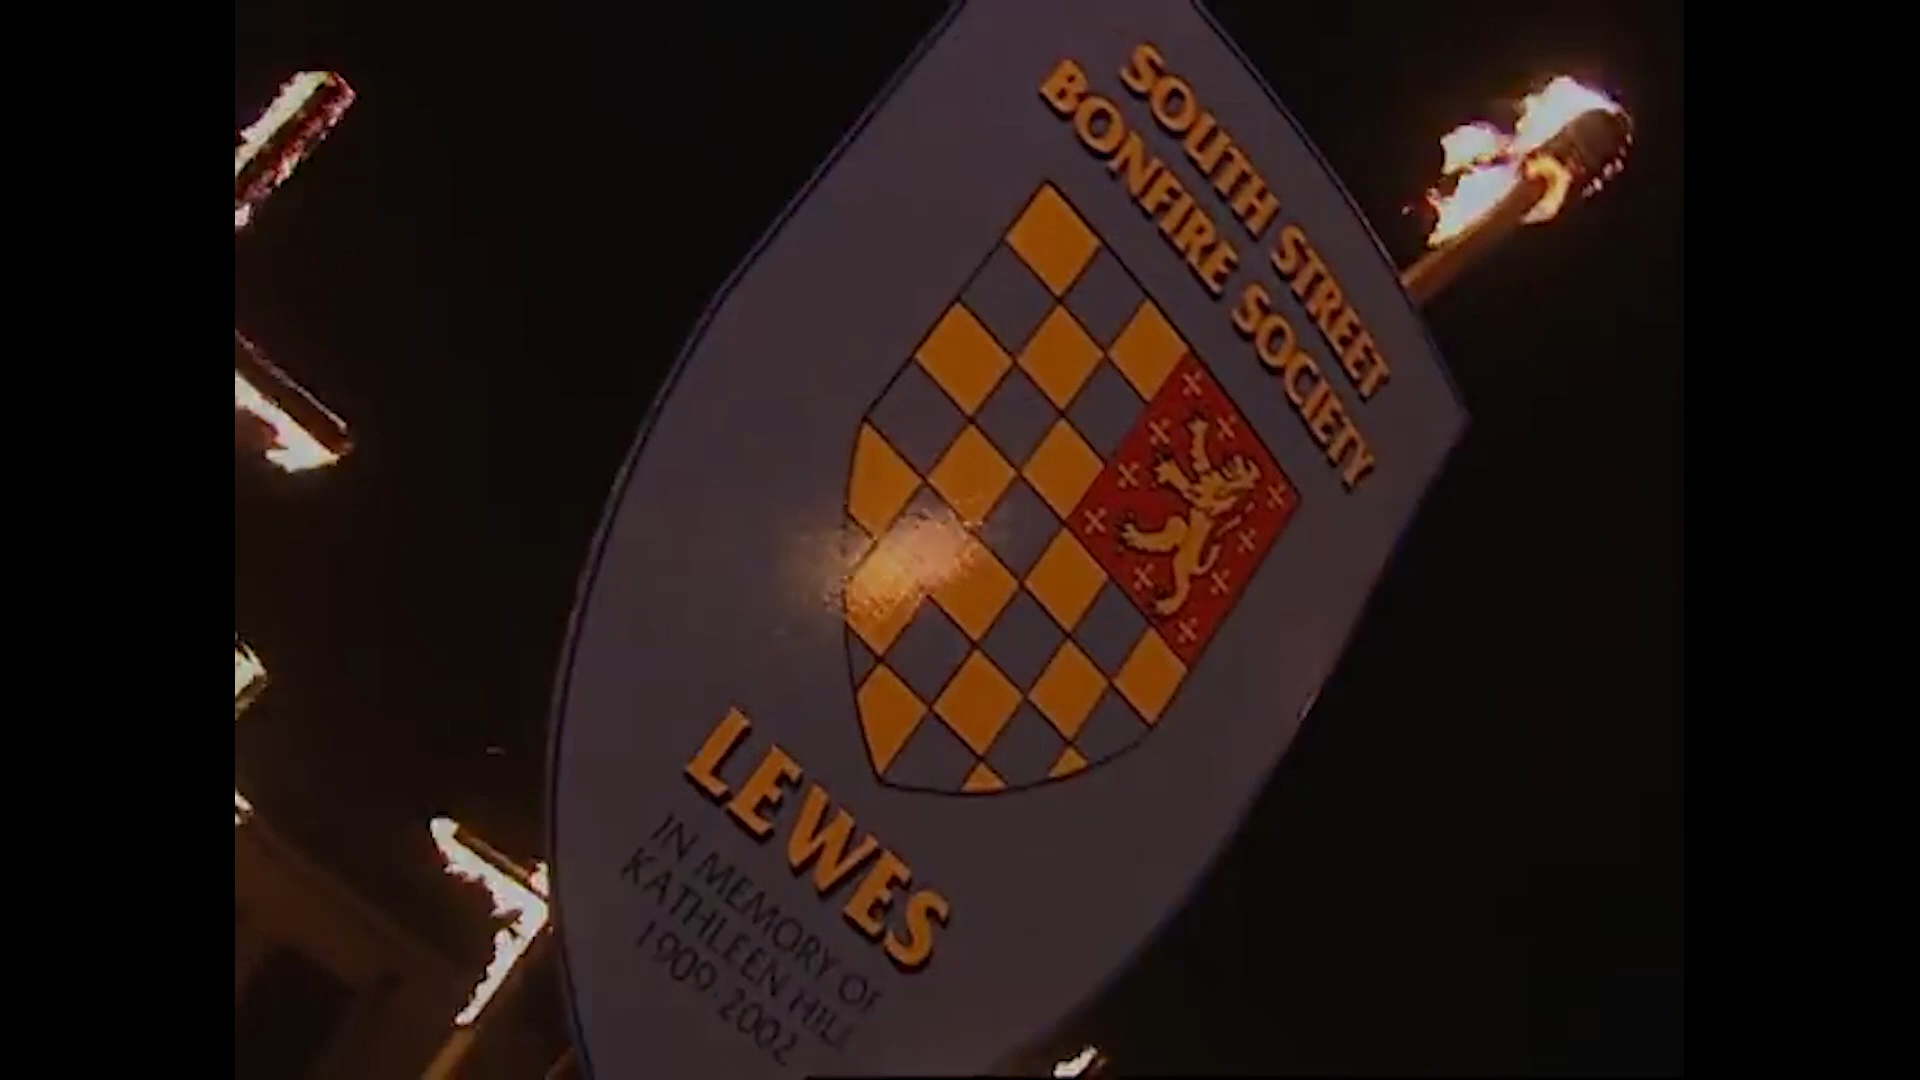 SOUTH STREET
BONFIRE SOCIETY
LEWES
IN MEMORY OF
KATHLEEN HILL
1909-2002